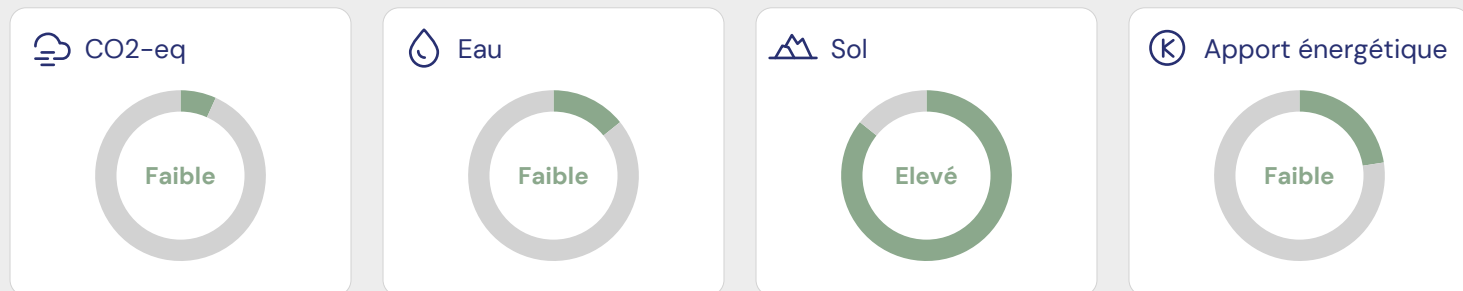 CO2-eq
Faible
Eau
Faible
Sol
Elevé
Apport énergétique
Faible